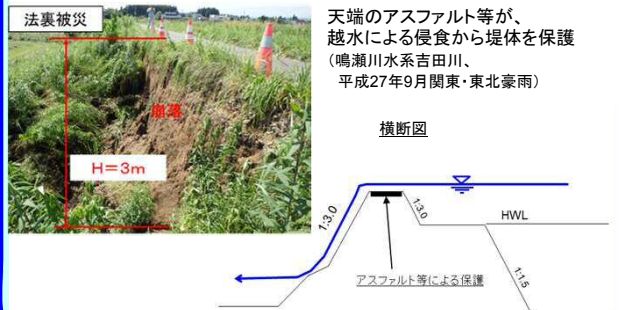 法裏被災
崩落
H=3m
天端のアスファルト等が、
越水による侵食から堤体を保護
(鳴瀬川水系吉田川、
平成27年9月関東・東北豪雨)
横断図
1:3.0
1:3.0
HWL
アスファルト等による保護
1:1.5